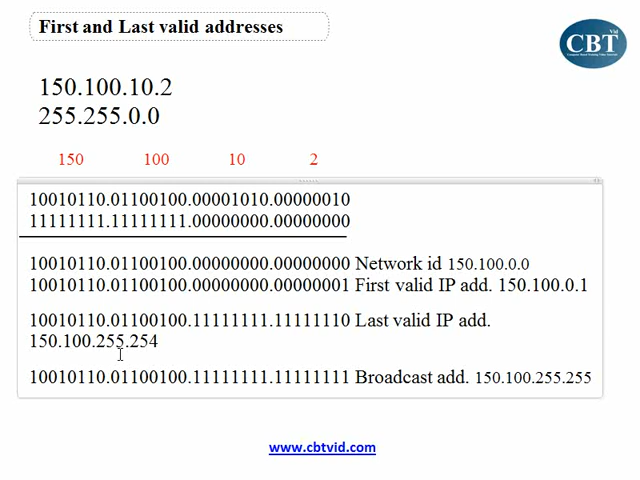 First and Last valid addresses
Vid
CBT
150.100.10.2
255.255.0.0
150 100 10 2
10010110.01100100.00001010.00000010
11111111.11111111.00000000.00000000
10010110.01100100.00000000.00000000 Network id 150.100.0.0
10010110.01100100.00000000.00000001 First valid IP add. 150.100.0.1
10010110.01100100.11111111.11111110 Last valid IP add.
150.100.255.254
10010110.01100100.11111111.11111111 Broadcast add. 150.100.255.255
www.cbtvid.com